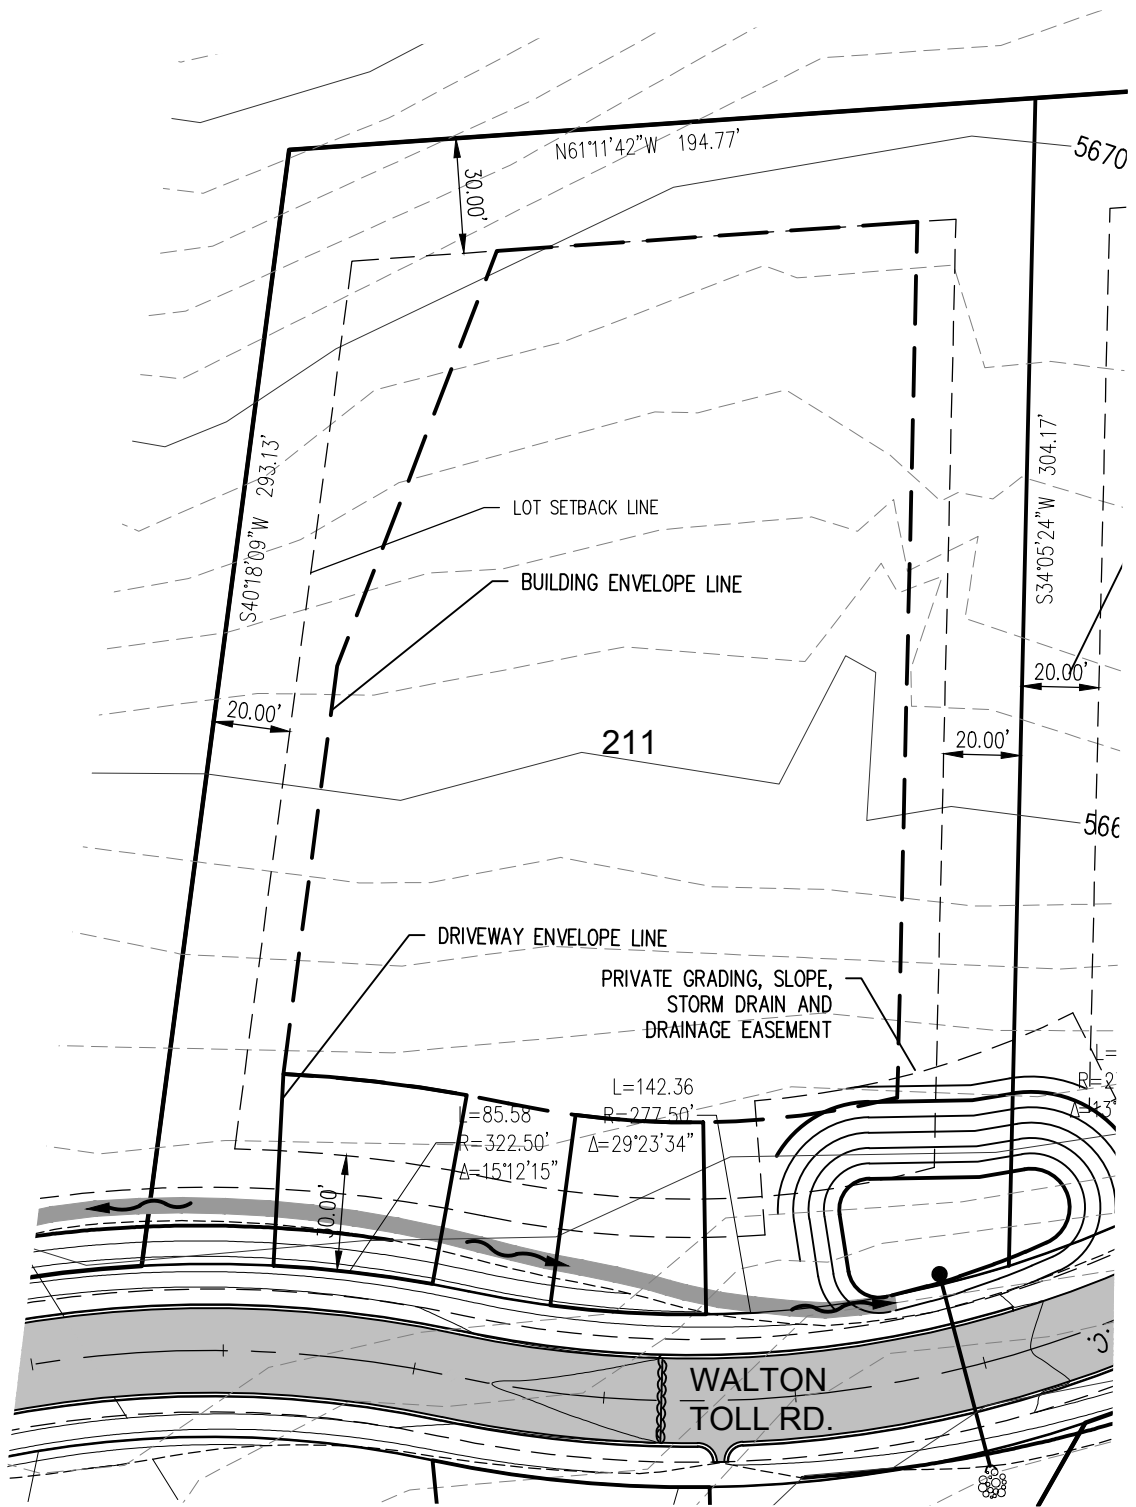 N61°11'42"W 194.77'
5670
30.00'
S40°18'09"W 293.13'
S34°05'24"W 304.17'
LOT SETBACK LINE
BUILDING ENVELOPE LINE
20.00'
20.00'
20.00'
211
566
DRIVEWAY ENVELOPE LINE
PRIVATE GRADING, SLOPE,
STORM DRAIN AND
DRAINAGE EASEMENT
L=85.58
R=322.50'
Δ=15°12'15"
L=142.36
R=277.50'
Δ=29°23'34"
L=
R=2
Δ=13°
30.00'
WALTON
TOLL RD.